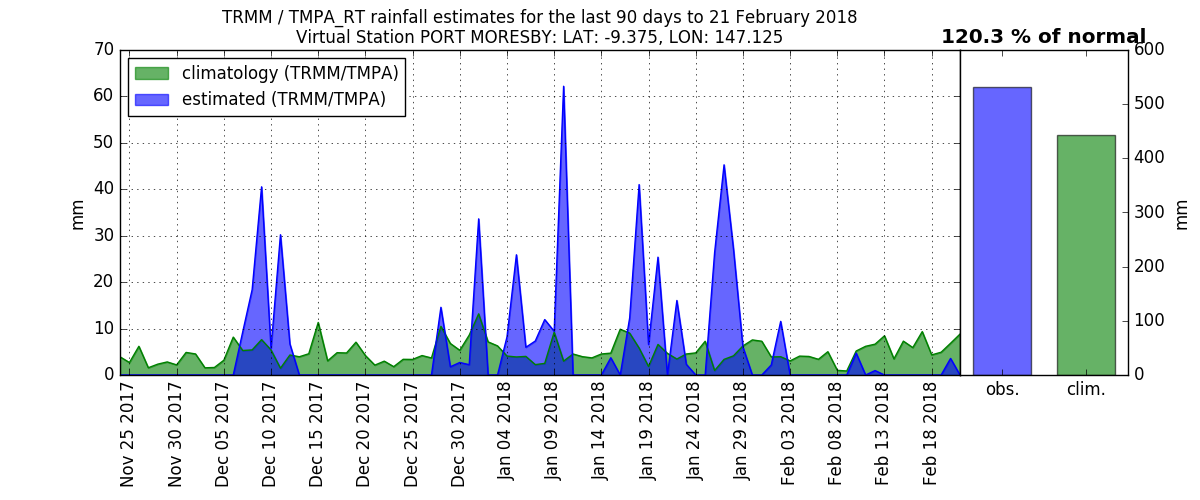 TRMM / TMPA_RT rainfall estimates for the last 90 days to 21 February 2018
Virtual Station PORT MORESBY: LAT: -9.375, LON: 147.125
120.3 % of normal
climatology (TRMM/TMPA)
estimated (TRMM/TMPA)
mm
70
60
50
40
30
20
10
0
Nov 25 2017
Nov 30 2017
Dec 05 2017
Dec 10 2017
Dec 15 2017
Dec 20 2017
Dec 25 2017
Dec 30 2017
Jan 04 2018
Jan 09 2018
Jan 14 2018
Jan 19 2018
Jan 24 2018
Jan 29 2018
Feb 03 2018
Feb 08 2018
Feb 13 2018
Feb 18 2018
obs.
clim.
600
500
400
300
200
100
0
mm